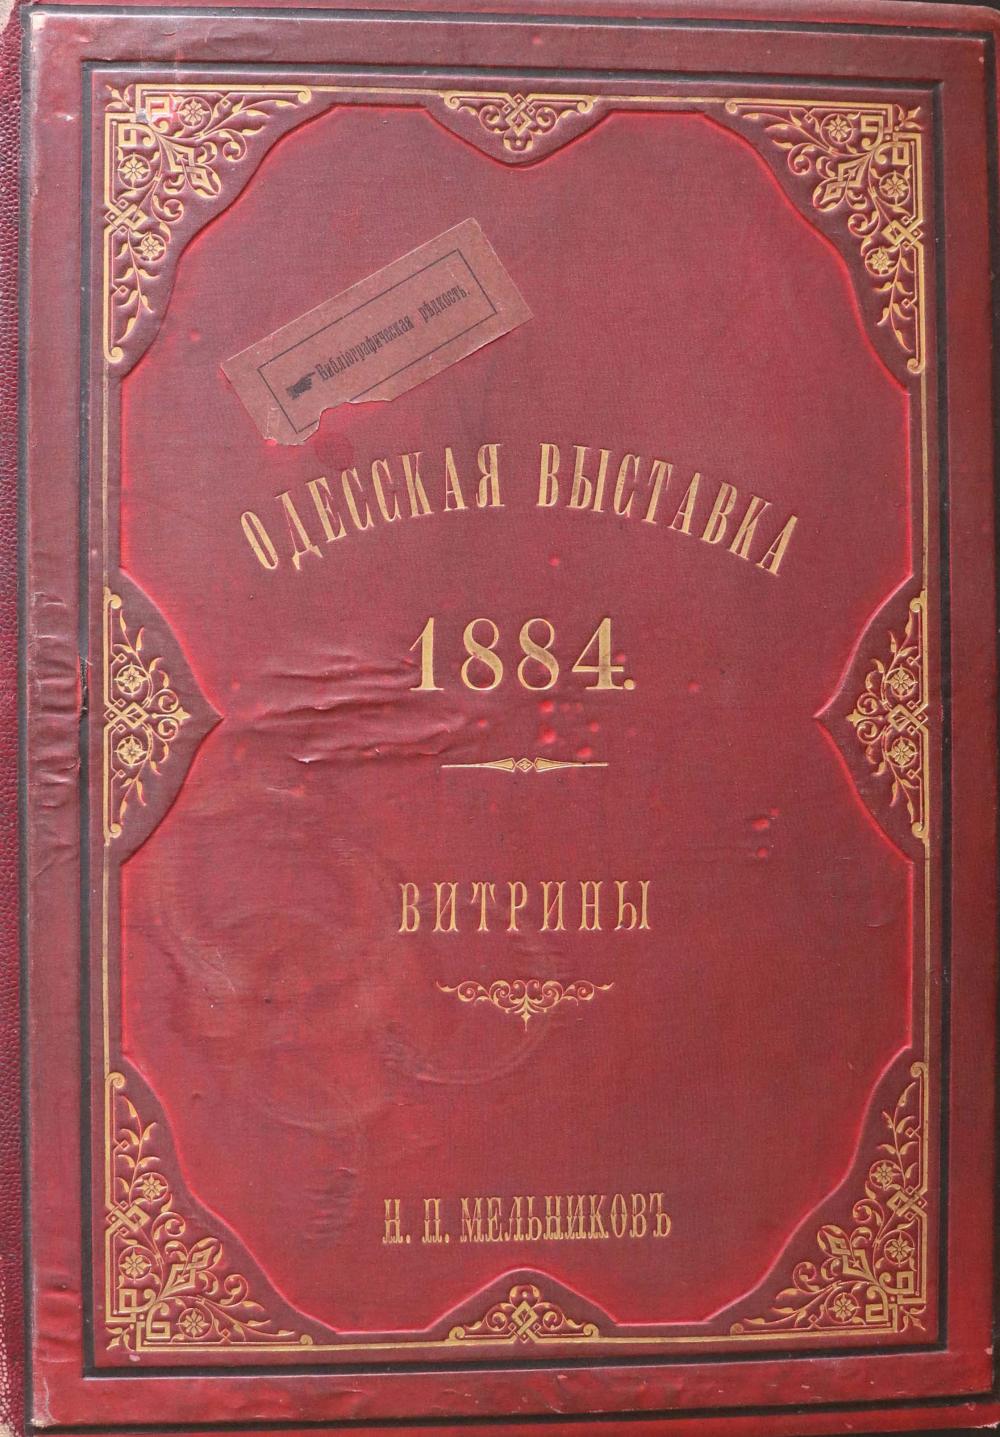 Библіографическая рѣдкость.
ОДЕССКАЯ ВЫСТАВКА
1884.
ВИТРИНЫ
Н. П. МЕЛЬНИКОВЪ